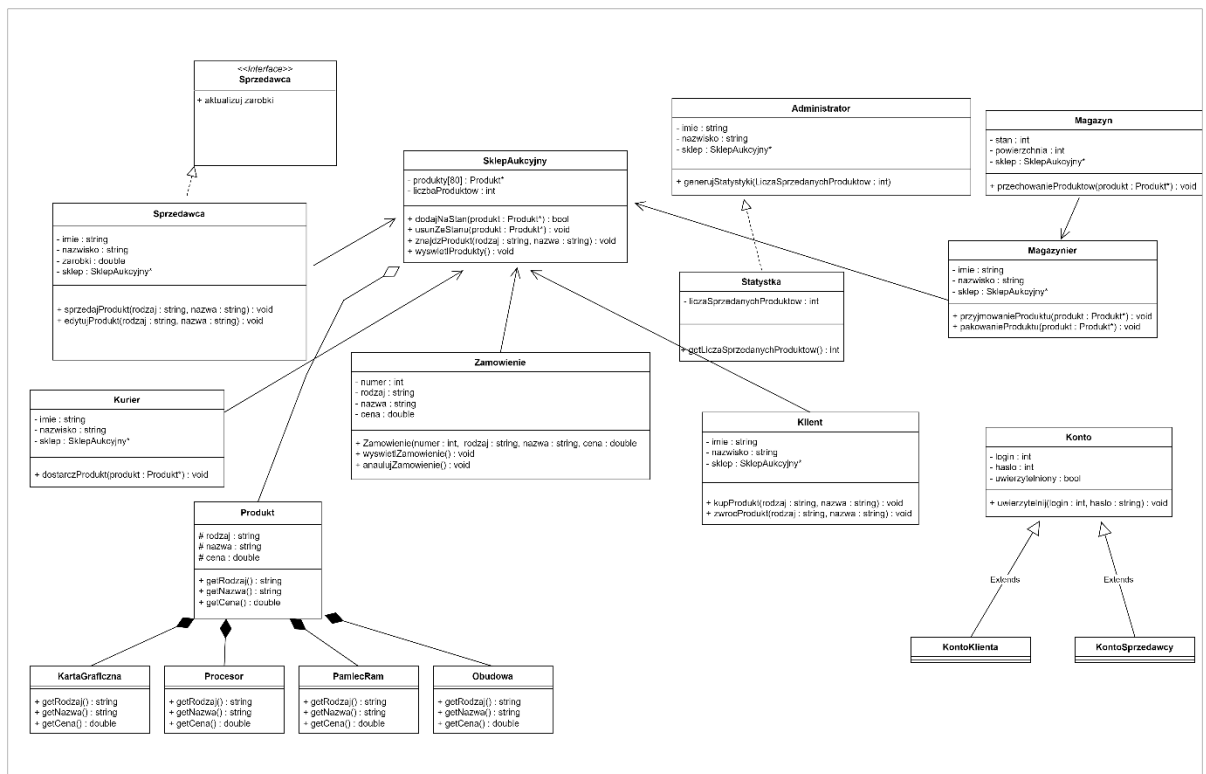 <<Interface>>
Sprzedawca
+ aktualizuj zarobki
Sprzedawca
- imie : string
- nazwisko : string
- zarobki : double
- sklep : SklepAukcyjny*
+ sprzedajProdukt(rodzaj : string, nazwa : string) : void
+ edytujProdukt(rodzaj : string, nazwa : string) : void
SklepAukcyjny
- produkty[80] : Produkt*
- liczbaProduktow : int
+ dodajNaStan(produkt : Produkt*) : bool
+ usunZeStanu(produkt : Produkt*) : void
+ znajdzProdukt(rodzaj : string, nazwa : string) : void
+ wyswietlProdukty() : void
Administrator
- imie : string
- nazwisko : string
- sklep : SklepAukcyjny*
+ generujStatystyki(LiczaSprzedanychProduktow : int)
Magazyn
- stan : int
- powierzchnia : int
- sklep : SklepAukcyjny*
+ przechowanieProduktow(produkt : Produkt*) : void
Magazynier
- imie : string
- nazwisko : string
- sklep : SklepAukcyjny*
+ przyjmowanieProduktu(produkt : Produkt*) : void
+ pakowanieProduktu(produkt : Produkt*) : void
Statystka
- liczaSprzedanychProduktow : int
+ getLiczaSprzedanychProduktow() : int
Kurier
- imie : string
- nazwisko : string
- sklep : SklepAukcyjny*
+ dostarczProdukt(produkt : Produkt*) : void
Zamowienie
- numer : int
- rodzaj : string
- nazwa : string
- cena : double
+ Zamowienie(numer : int, rodzaj : string, nazwa : string, cena : double
+ wyswietlZamowienie() : void
+ anaulujZamowienie() : void
Klient
- imie : string
- nazwisko : string
- sklep : SklepAukcyjny*
+ kupProdukt(rodzaj : string, nazwa : string) : void
+ zwrocProdukt(rodzaj : string, nazwa : string) : void
Konto
- login : int
- haslo : int
- uwierzytelniony : bool
+ uwierzytelnij(login : int, haslo : string) : void
Extends
Extends
KontoKlienta
KontoSprzedawcy
Produkt
# rodzaj : string
# nazwa : string
# cena : double
+ getRodzaj() : string
+ getNazwa() : string
+ getCena() : double
KartaGraficzna
+ getRodzaj() : string
+ getNazwa() : string
+ getCena() : double
Procesor
+ getRodzaj() : string
+ getNazwa() : string
+ getCena() : double
PamiecRam
+ getRodzaj() : string
+ getNazwa() : string
+ getCena() : double
Obudowa
+ getRodzaj() : string
+ getNazwa() : string
+ getCena() : double